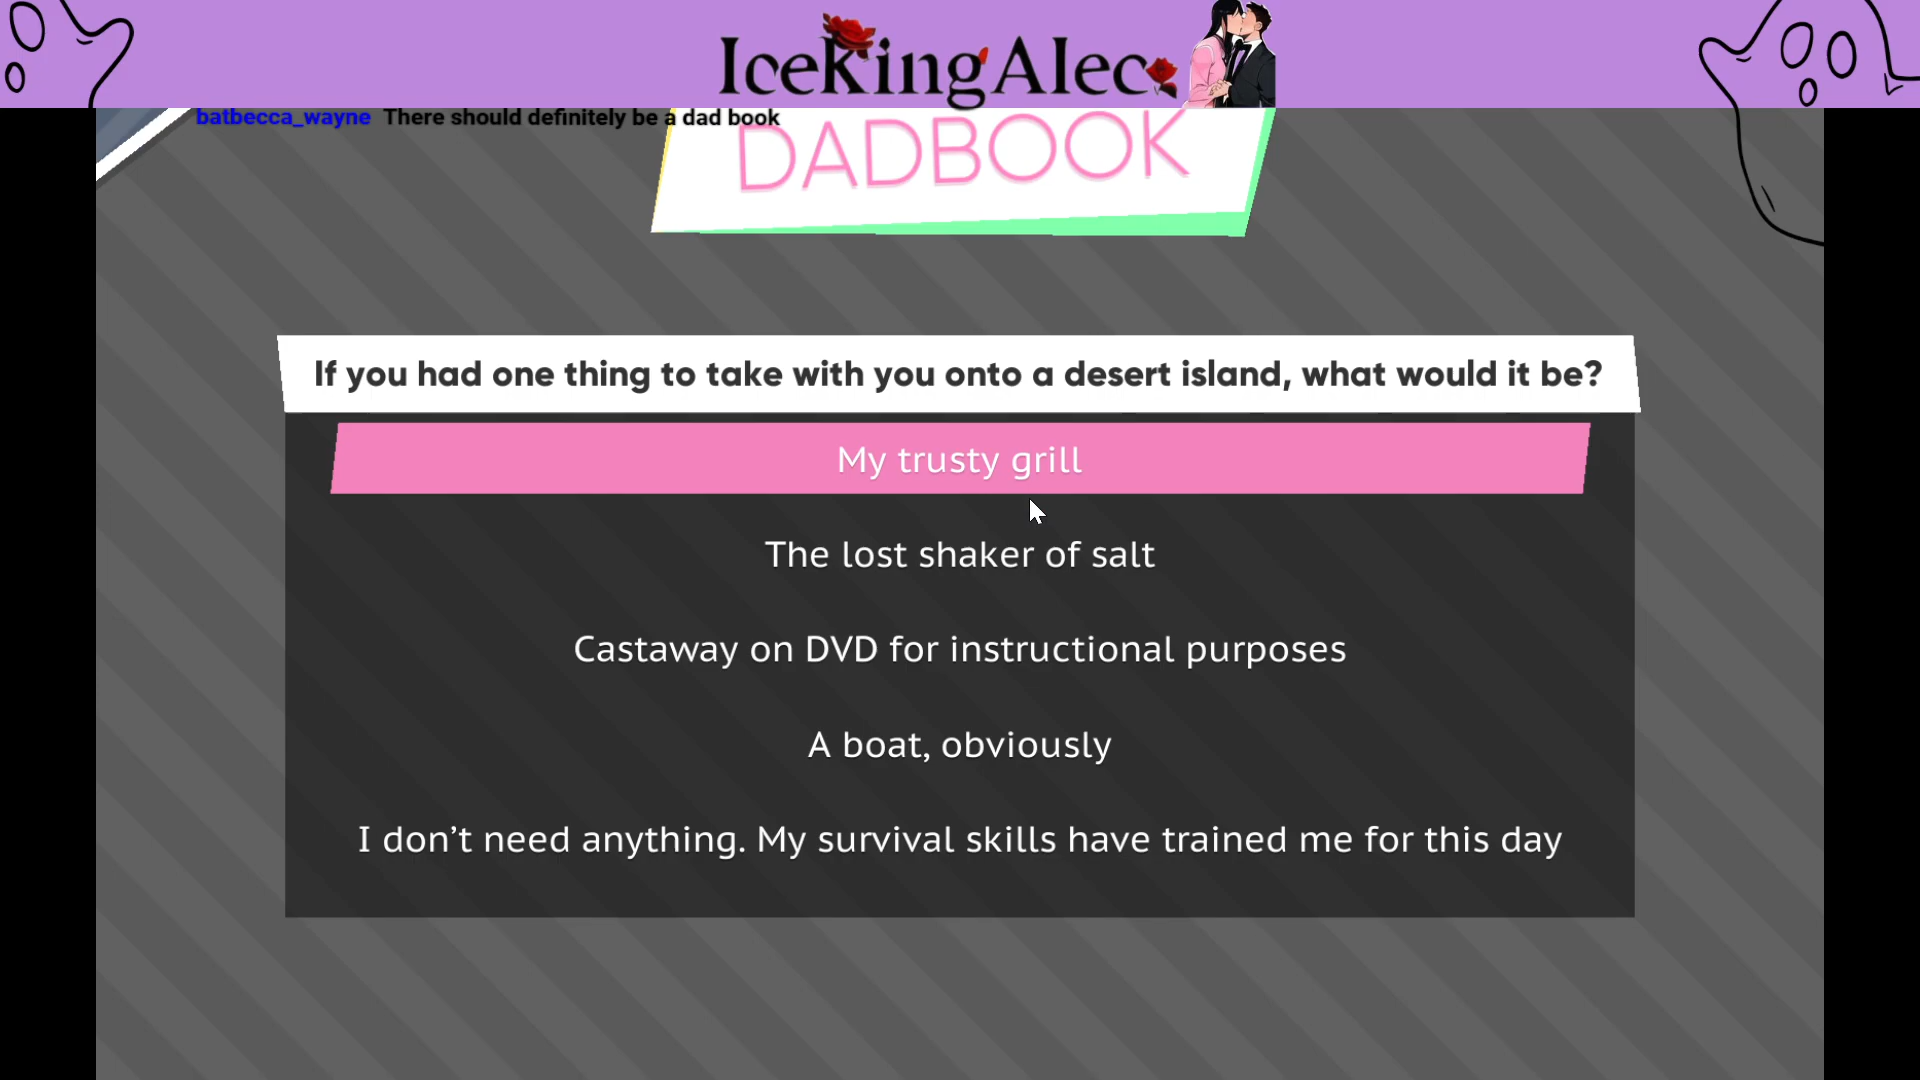 IceKingAlec
batbecca_wayne There should definitely be a dad book
DADBOOK
If you had one thing to take with you onto a desert island, what would it be?
My trusty grill
The lost shaker of salt
Castaway on DVD for instructional purposes
A boat, obviously
I don’t need anything. My survival skills have trained me for this day